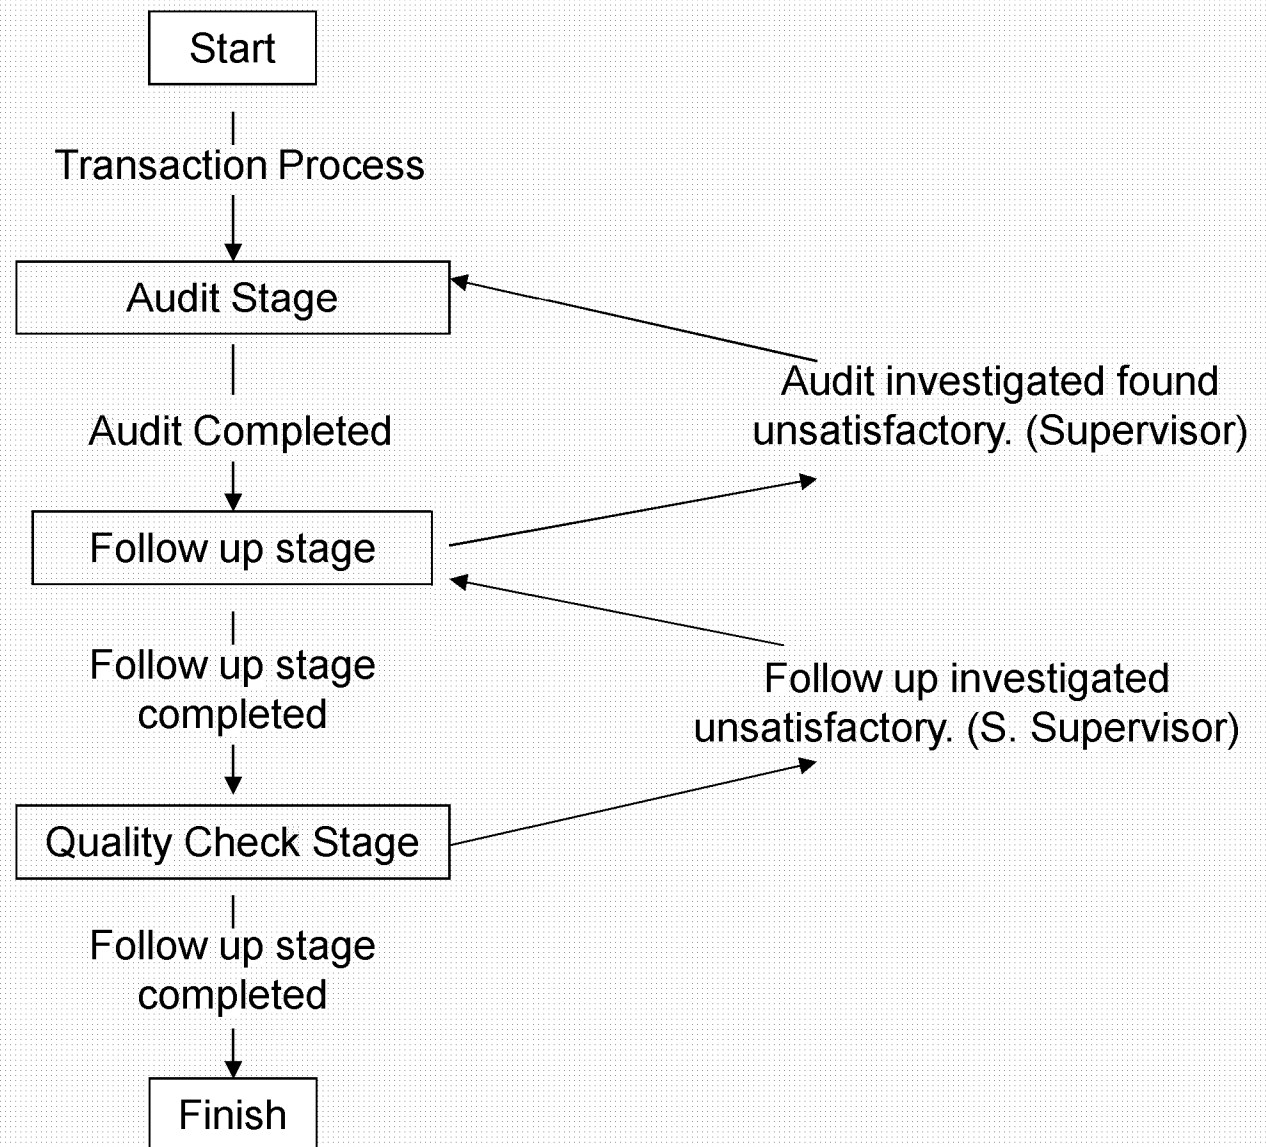 Start
Transaction Process
Audit Stage
Audit investigated found
unsatisfactory. (Supervisor)
Audit Completed
Follow up stage
Follow up stage
completed
Follow up investigated
unsatisfactory. (S. Supervisor)
Quality Check Stage
Follow up stage
completed
Finish